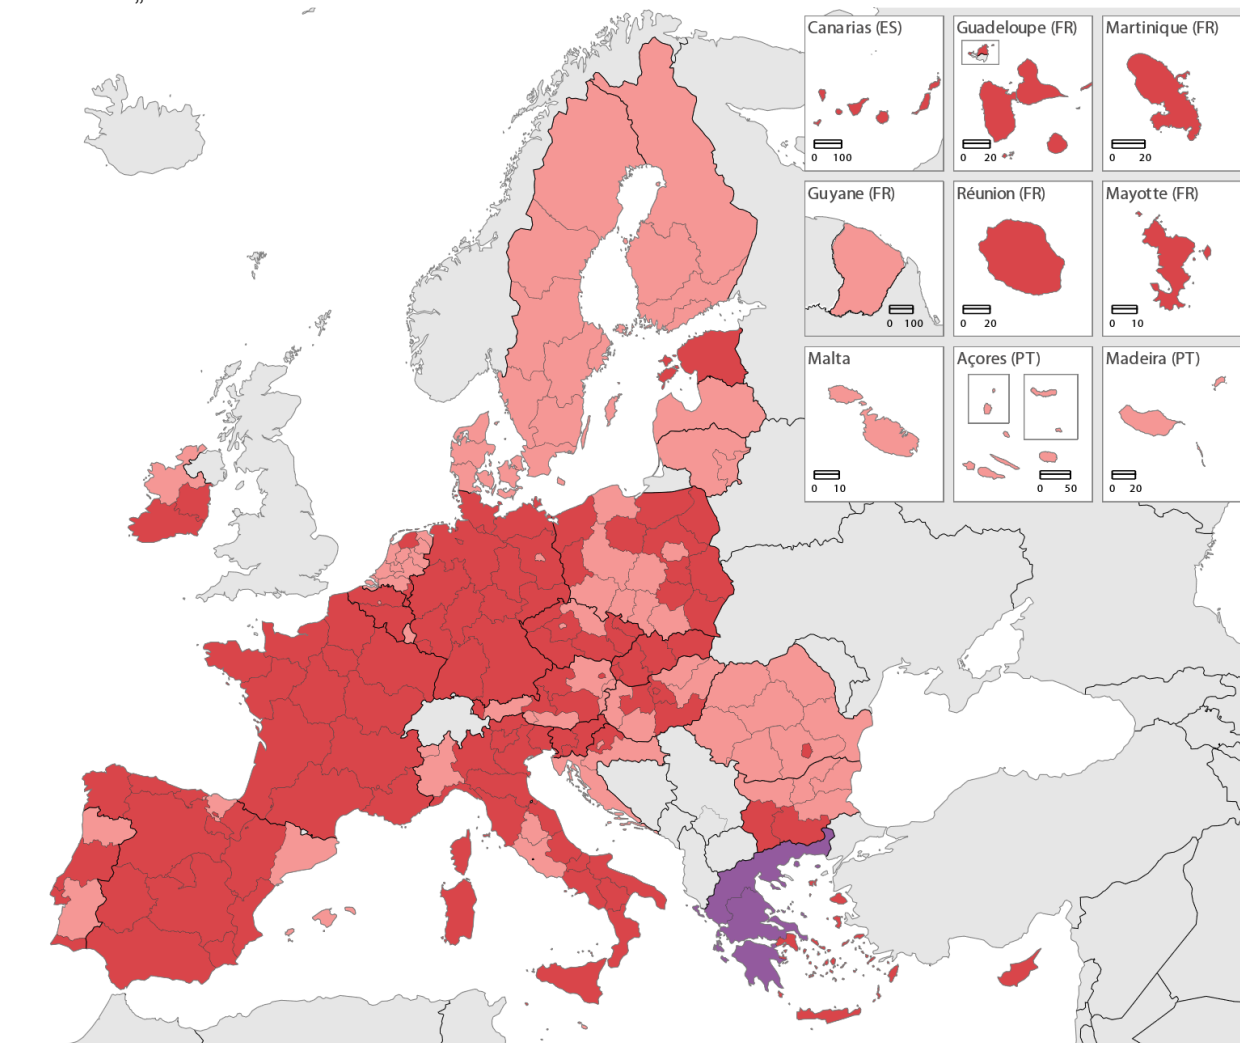 „
Canarias (ES)
0 100
Guadeloupe (FR)
0 20
Martinique (FR)
0 20
Guyane (FR)
0 100
Réunion (FR)
0 20
Mayotte (FR)
0 10
Malta
0 10
Açores (PT)
0 50
Madeira (PT)
0 20